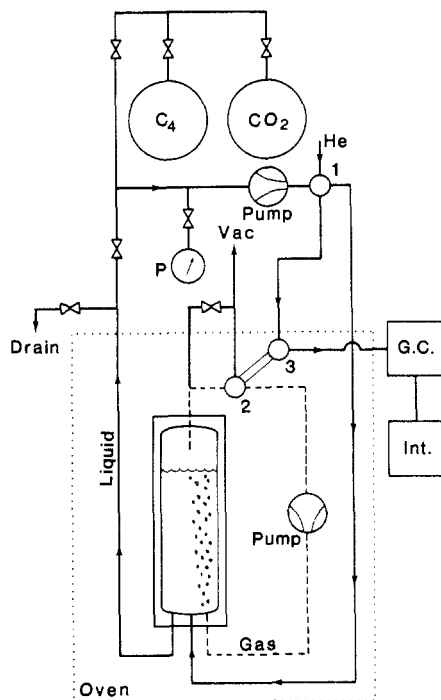 C4
CO2
He
1
Pump
Vac
P
Drain
3
G.C.
2
Int.
Liquid
Pump
Gas
Oven